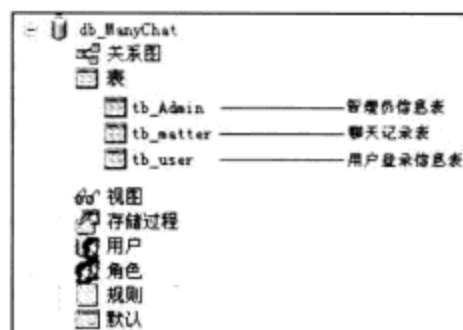 db_ManyChat
关系图
表
tb_Admin 管理员信息表
tb_matter 聊天记录表
tb_user 用户登录信息表
视图
存储过程
用户
角色
规则
默认